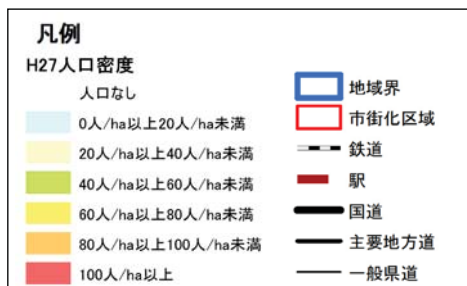 凡例
H27人口密度
人口なし
0人/ha以上20人/ha未満
20人/ha以上40人/ha未満
40人/ha以上60人/ha未満
60人/ha以上80人/ha未満
80人/ha以上100人/ha未満
100人/ha以上
地域界
市街化区域
鉄道
駅
国道
主要地方道
一般県道